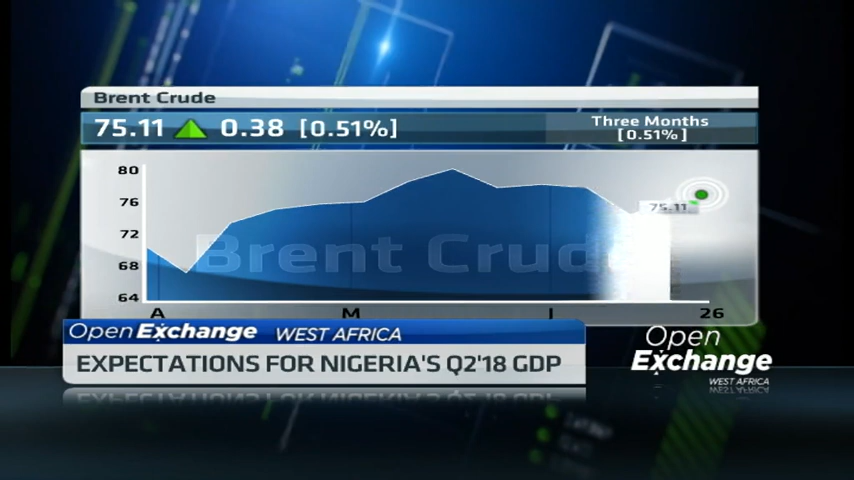 Brent Crude
75.11 0.38 [0.51%]
Three Months
[0.51%]
80
76
72
68
64
Brent Crude
75.11
A M J 26
Open Exchange WEST AFRICA
EXPECTATIONS FOR NIGERIA'S Q2'18 GDP
Open
Exchange
WEST AFRICA